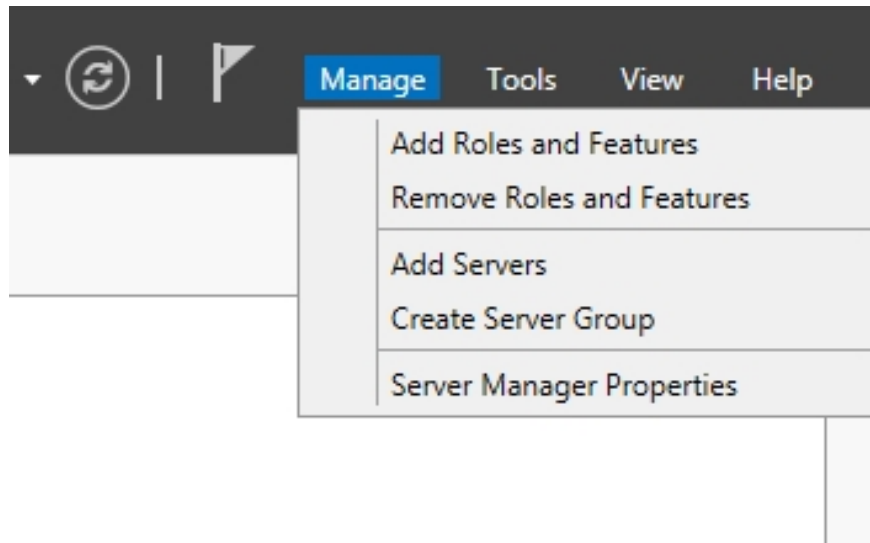 Manage Tools View Help
Add Roles and Features
Remove Roles and Features
Add Servers
Create Server Group
Server Manager Properties